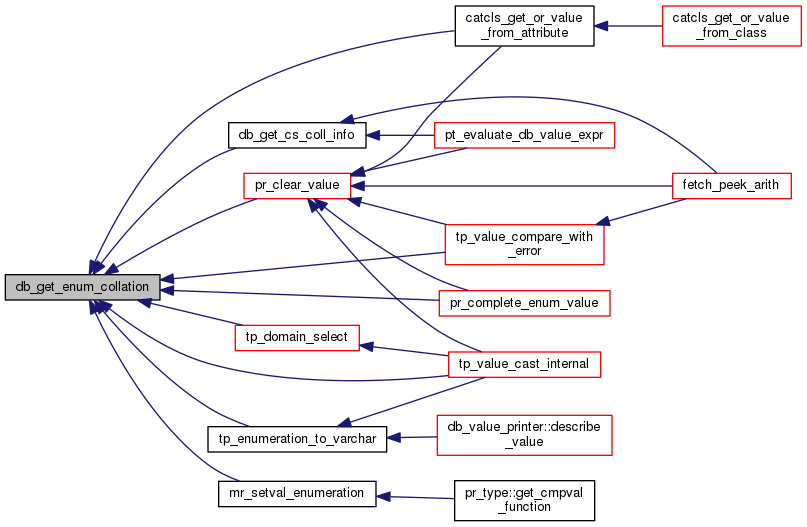 catcls_get_or_value
_from_attribute
catcls_get_or_value
_from_class
db_get_cs_coll_info
pt_evaluate_db_value_expr
pr_clear_value
fetch_peek_arith
tp_value_compare_with
_error
db_get_enum_collation
pr_complete_enum_value
tp_domain_select
tp_value_cast_internal
tp_enumeration_to_varchar
db_value_printer::describe
_value
mr_setval_enumeration
pr_type::get_cmpval
_function